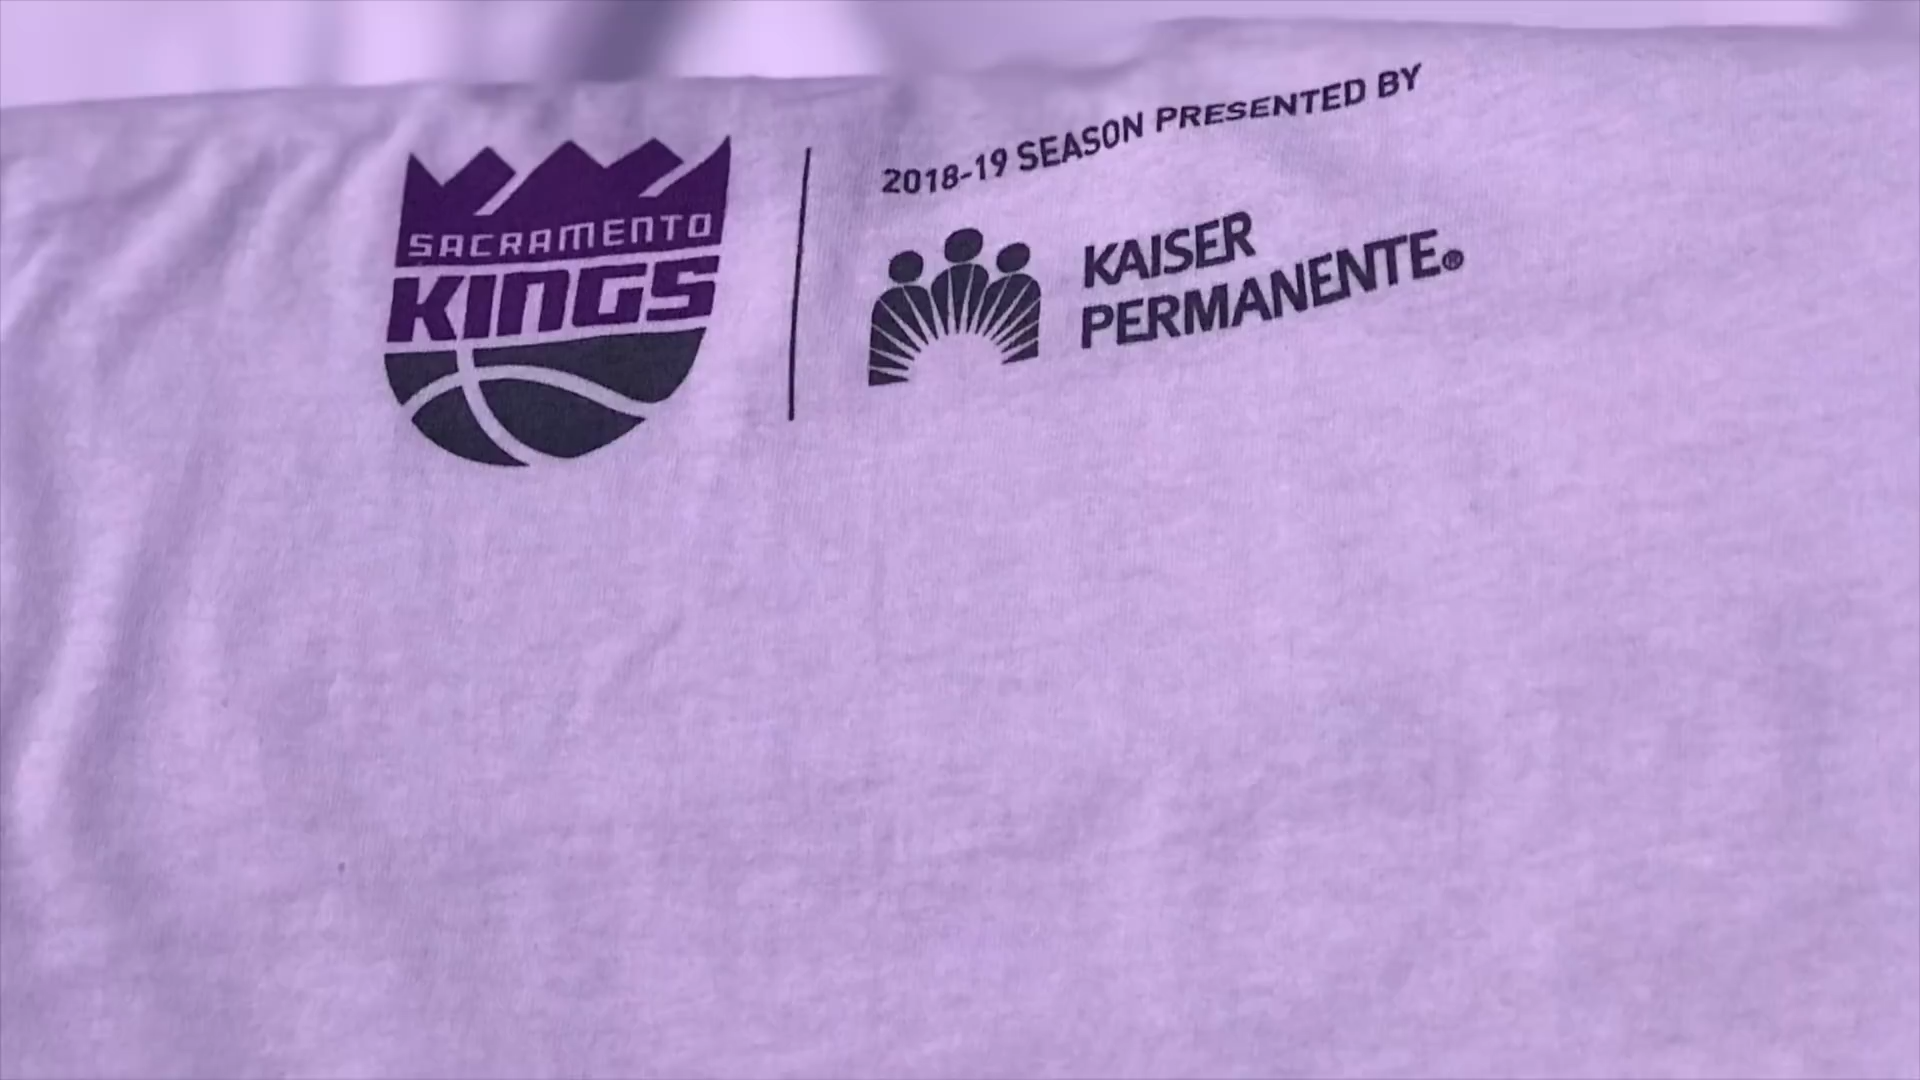 SACRAMENTO
KINGS
2018-19 SEASON PRESENTED BY
KAISER
PERMANENTE®